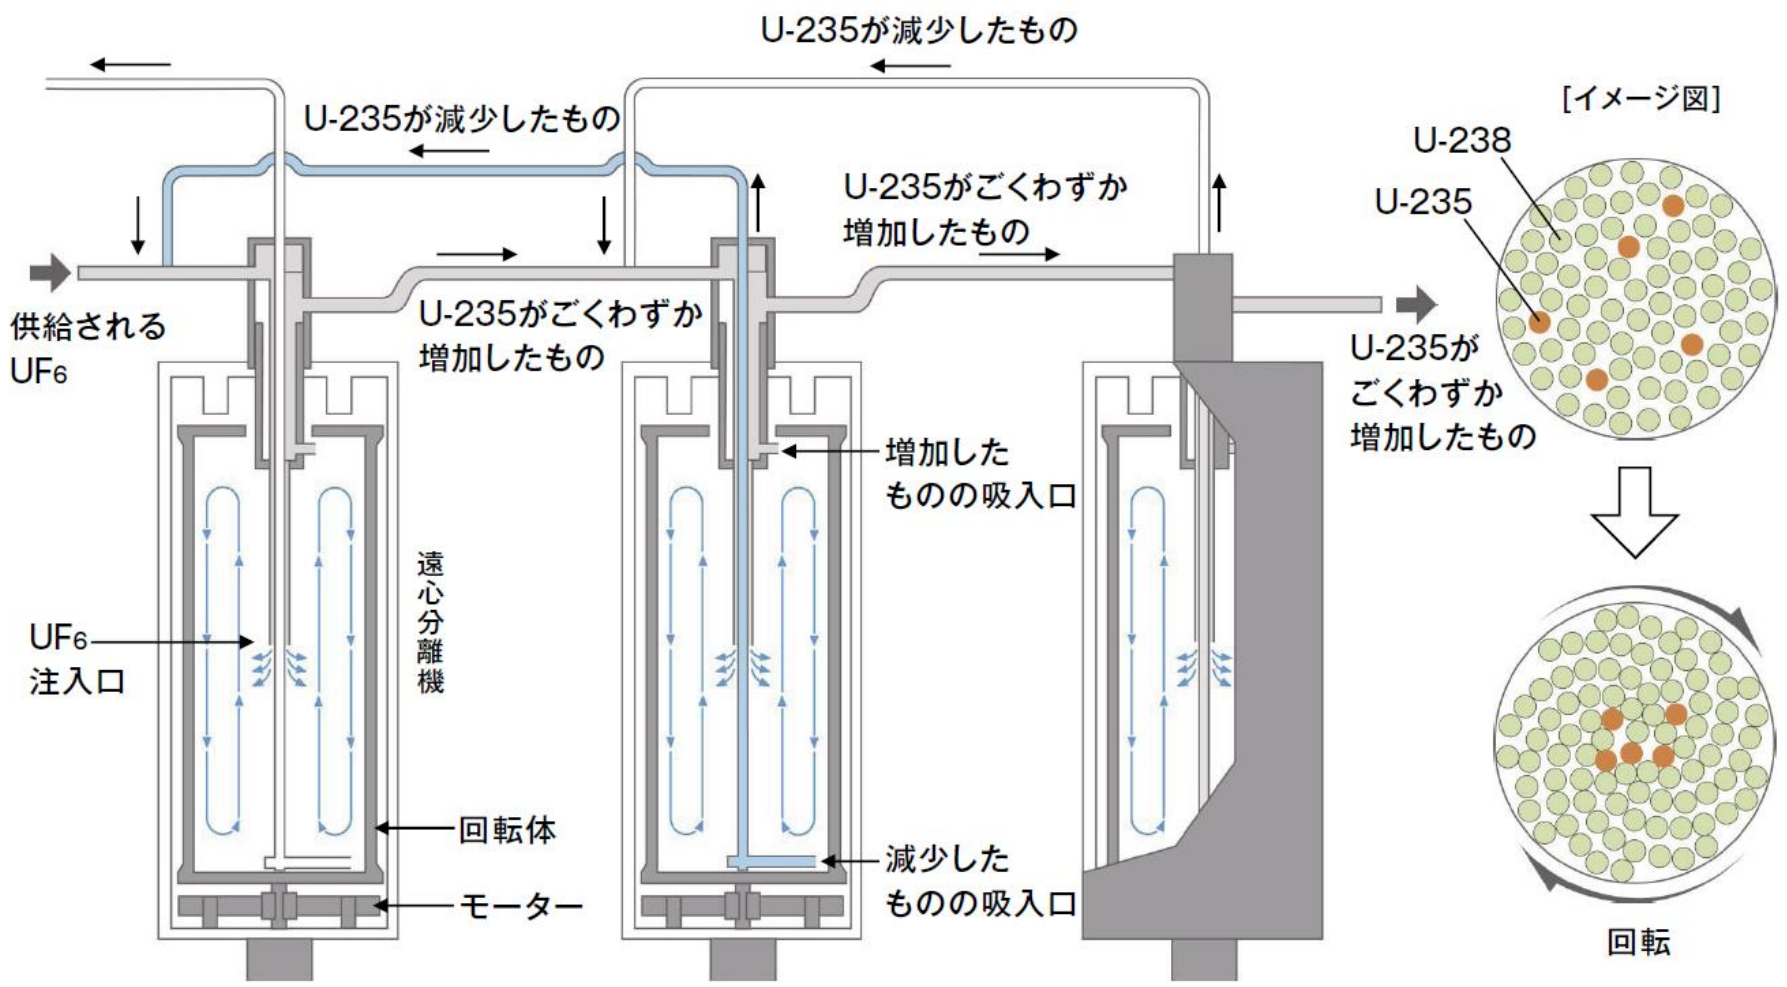 U-235が減少したもの
U-235が減少したもの
[イメージ図]
U-238
U-235
U-235がごくわずか
増加したもの
供給される
UF6
U-235がごくわずか
増加したもの
U-235が
ごくわずか
増加したもの
増加した
ものの吸入口
遠心分離機
UF6
注入口
回転体
モーター
減少した
ものの吸入口
回転